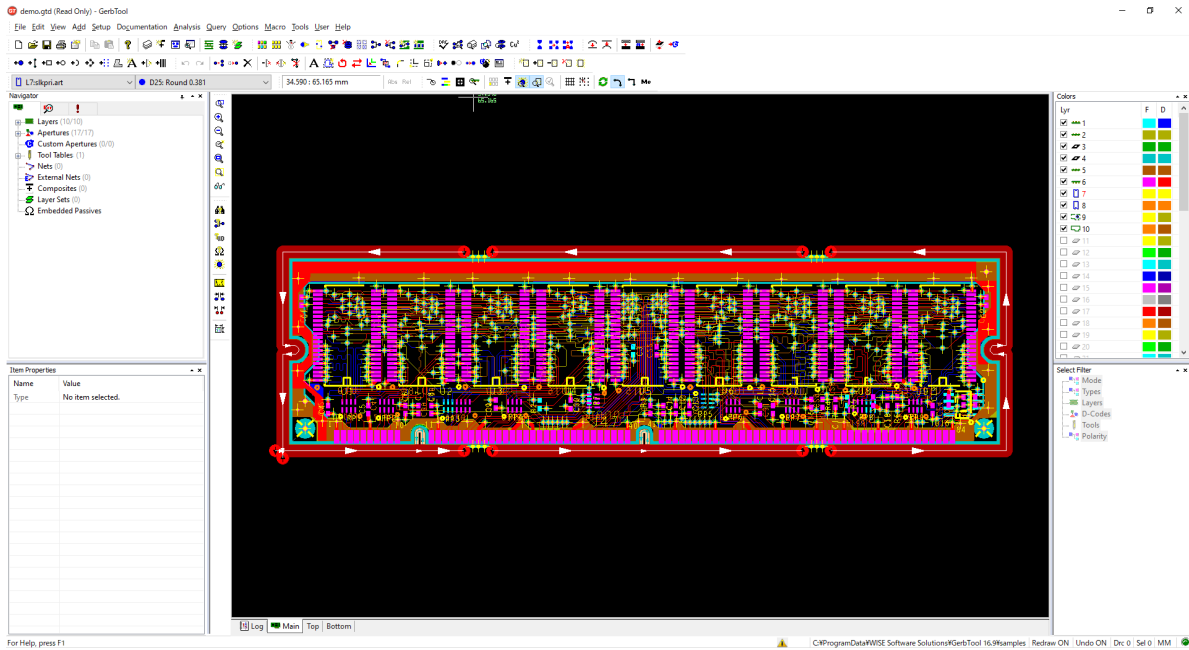 demo.gtd (Read Only) - GerbTool
File Edit View Add Setup Documentation Analysis Query Options Macro Tools User Help
L7:slkpri.art
D25: Round 0.381
34.590 : 65.165 mm
Abs Rel
Me
Navigator
Layers (10/10)
Apertures (17/17)
Custom Apertures (0/0)
Tool Tables (1)
Nets (0)
External Nets (0)
Composites (0)
Layer Sets (0)
Embedded Passives
Item Properties
Name Value
Type No item selected.
65.165
Log Main Top Bottom
Colors
Lyr F D
1
2
3
4
5
6
7
8
9
10
11
12
13
14
15
16
17
18
19
20
Select Filter
Mode
Types
Layers
D-Codes
Tools
Polarity
For Help, press F1
C:¥ProgramData¥WISE Software Solutions¥GerbTool 16.9¥samples Redraw ON Undo ON Drc 0 Sel 0 MM